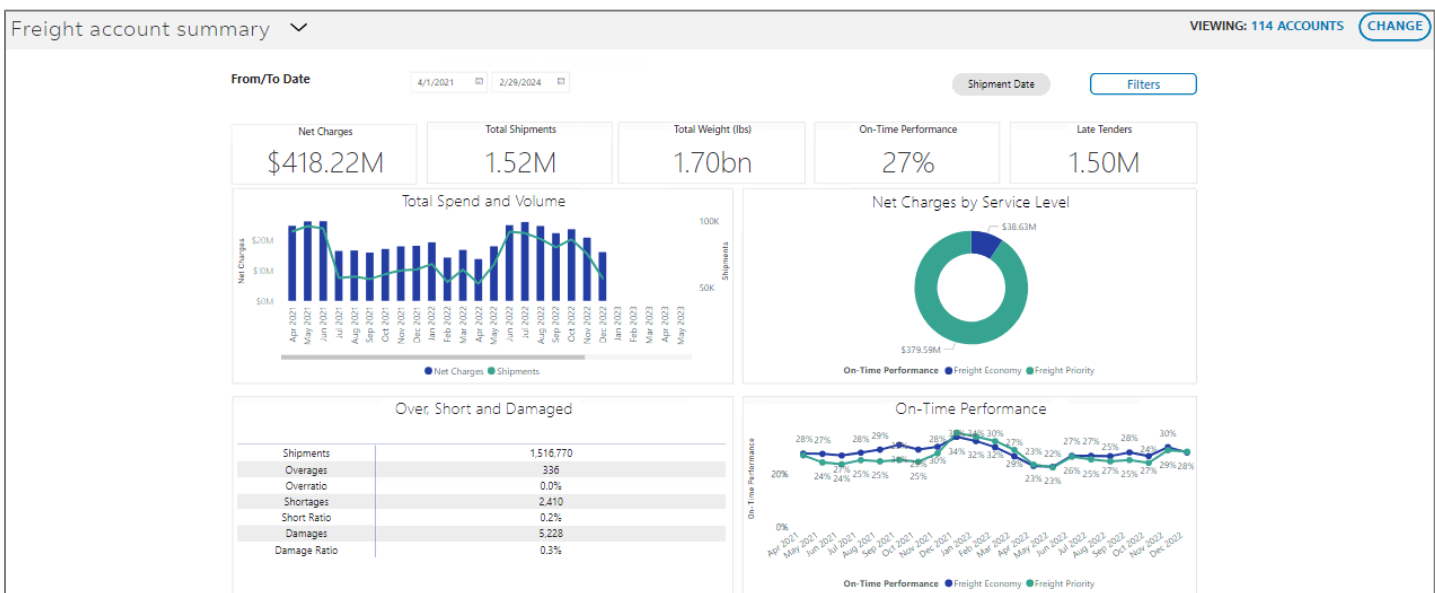 Freight account summary
VIEWING: 114 ACCOUNTS CHANGE
From/To Date 4/1/2021 2/29/2024 Shipment Date Filters
Net Charges Total Shipments Total Weight (lbs) On-Time Performance Late Tenders
$418.22M 1.52M 1.70bn 27% 1.50M
Total Spend and Volume
Net Charges
$20M
$10M
$0M
100K
50K
Shipments
Apr 2021 May 2021 Jun 2021 Jul 2021 Aug 2021 Sep 2021 Oct 2021 Nov 2021 Dec 2021 Jan 2022 Feb 2022 Mar 2022 Apr 2022 May 2022 Jun 2022 Jul 2022 Aug 2022 Sep 2022 Oct 2022 Nov 2022 Dec 2022 Jan 2023 Feb 2023 Mar 2023 Apr 2023 May 2023
Net Charges Shipments
Net Charges by Service Level
$38.63M
$379.59M
On-Time Performance Freight Economy Freight Priority
Over, Short and Damaged
Shipments 1,516,770
Overages 336
Overratio 0.0%
Shortages 2,410
Short Ratio 0.2%
Damages 5,228
Damage Ratio 0.3%
On-Time Performance
On-Time Performance
20%
0%
28% 27% 28% 29% 28% 34% 30% 27% 23% 22% 27% 27% 25% 28% 24% 30%
24% 27% 24% 25% 25% 25% 30% 34% 32% 32% 29% 23% 23% 26% 25% 27% 25% 27% 29% 28%
Apr 2021 May 2021 Jun 2021 Jul 2021 Aug 2021 Sep 2021 Oct 2021 Nov 2021 Dec 2021 Jan 2022 Feb 2022 Mar 2022 Apr 2022 May 2022 Jun 2022 Jul 2022 Aug 2022 Sep 2022 Oct 2022 Nov 2022 Dec 2022
On-Time Performance Freight Economy Freight Priority